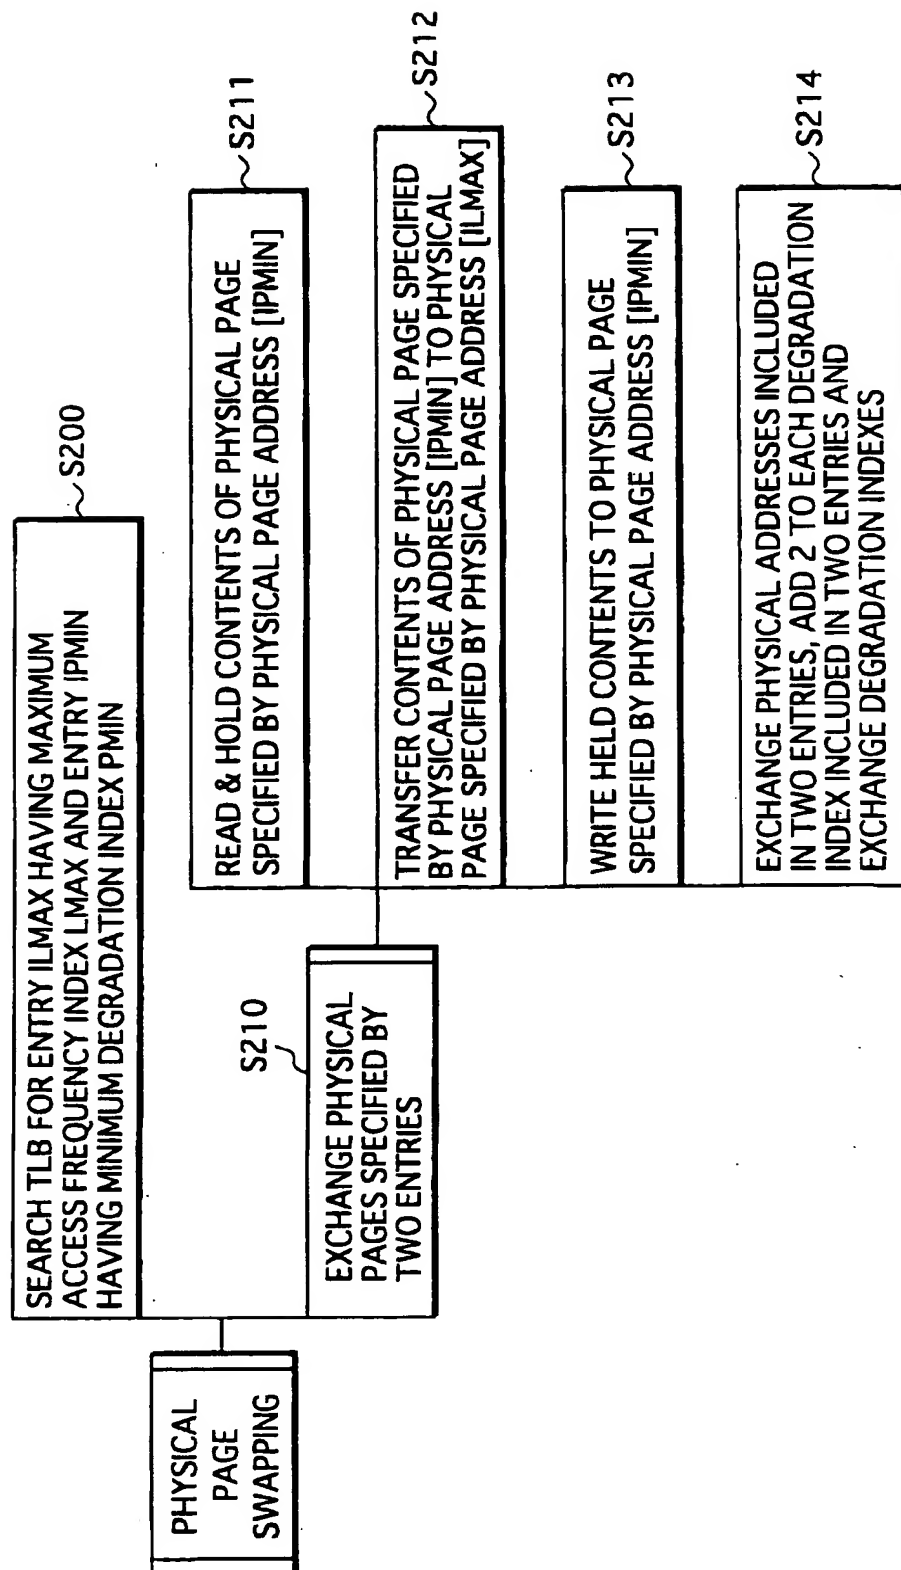 PHYSICAL
PAGE
SWAPPING
S200
SEARCH TLB FOR ENTRY ILMAX HAVING MAXIMUM
ACCESS FREQUENCY INDEX LMAX AND ENTRY IPMIN
HAVING MINIMUM DEGRADATION INDEX PMIN
S210
EXCHANGE PHYSICAL
PAGES SPECIFIED BY
TWO ENTRIES
S211
READ & HOLD CONTENTS OF PHYSICAL PAGE
SPECIFIED BY PHYSICAL PAGE ADDRESS [IPMIN]
S212
TRANSFER CONTENTS OF PHYSICAL PAGE SPECIFIED
BY PHYSICAL PAGE ADDRESS [IPMIN] TO PHYSICAL
PAGE SPECIFIED BY PHYSICAL PAGE ADDRESS [ILMAX]
S213
WRITE HELD CONTENTS TO PHYSICAL PAGE
SPECIFIED BY PHYSICAL PAGE ADDRESS [IPMIN]
S214
EXCHANGE PHYSICAL ADDRESSES INCLUDED
IN TWO ENTRIES, ADD 2 TO EACH DEGRADATION
INDEX INCLUDED IN TWO ENTRIES AND
EXCHANGE DEGRADATION INDEXES